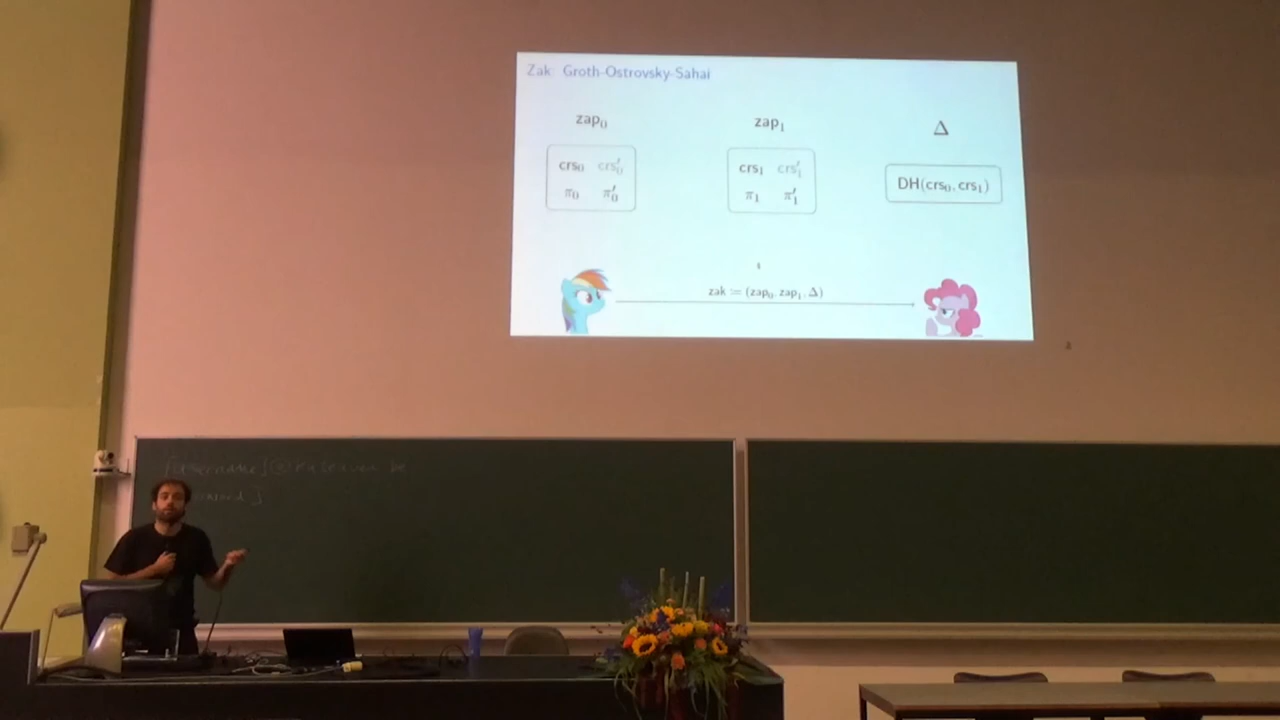 Zak: Groth-Ostrovsky-Sahai
zap₀ zap₁ Δ
crs₀ crs′₀ crs₁ crs′₁ DH(crs₀, crs₁)
π₀ π′₀ π₁ π′₁
zak := (zap₀, zap₁, Δ)